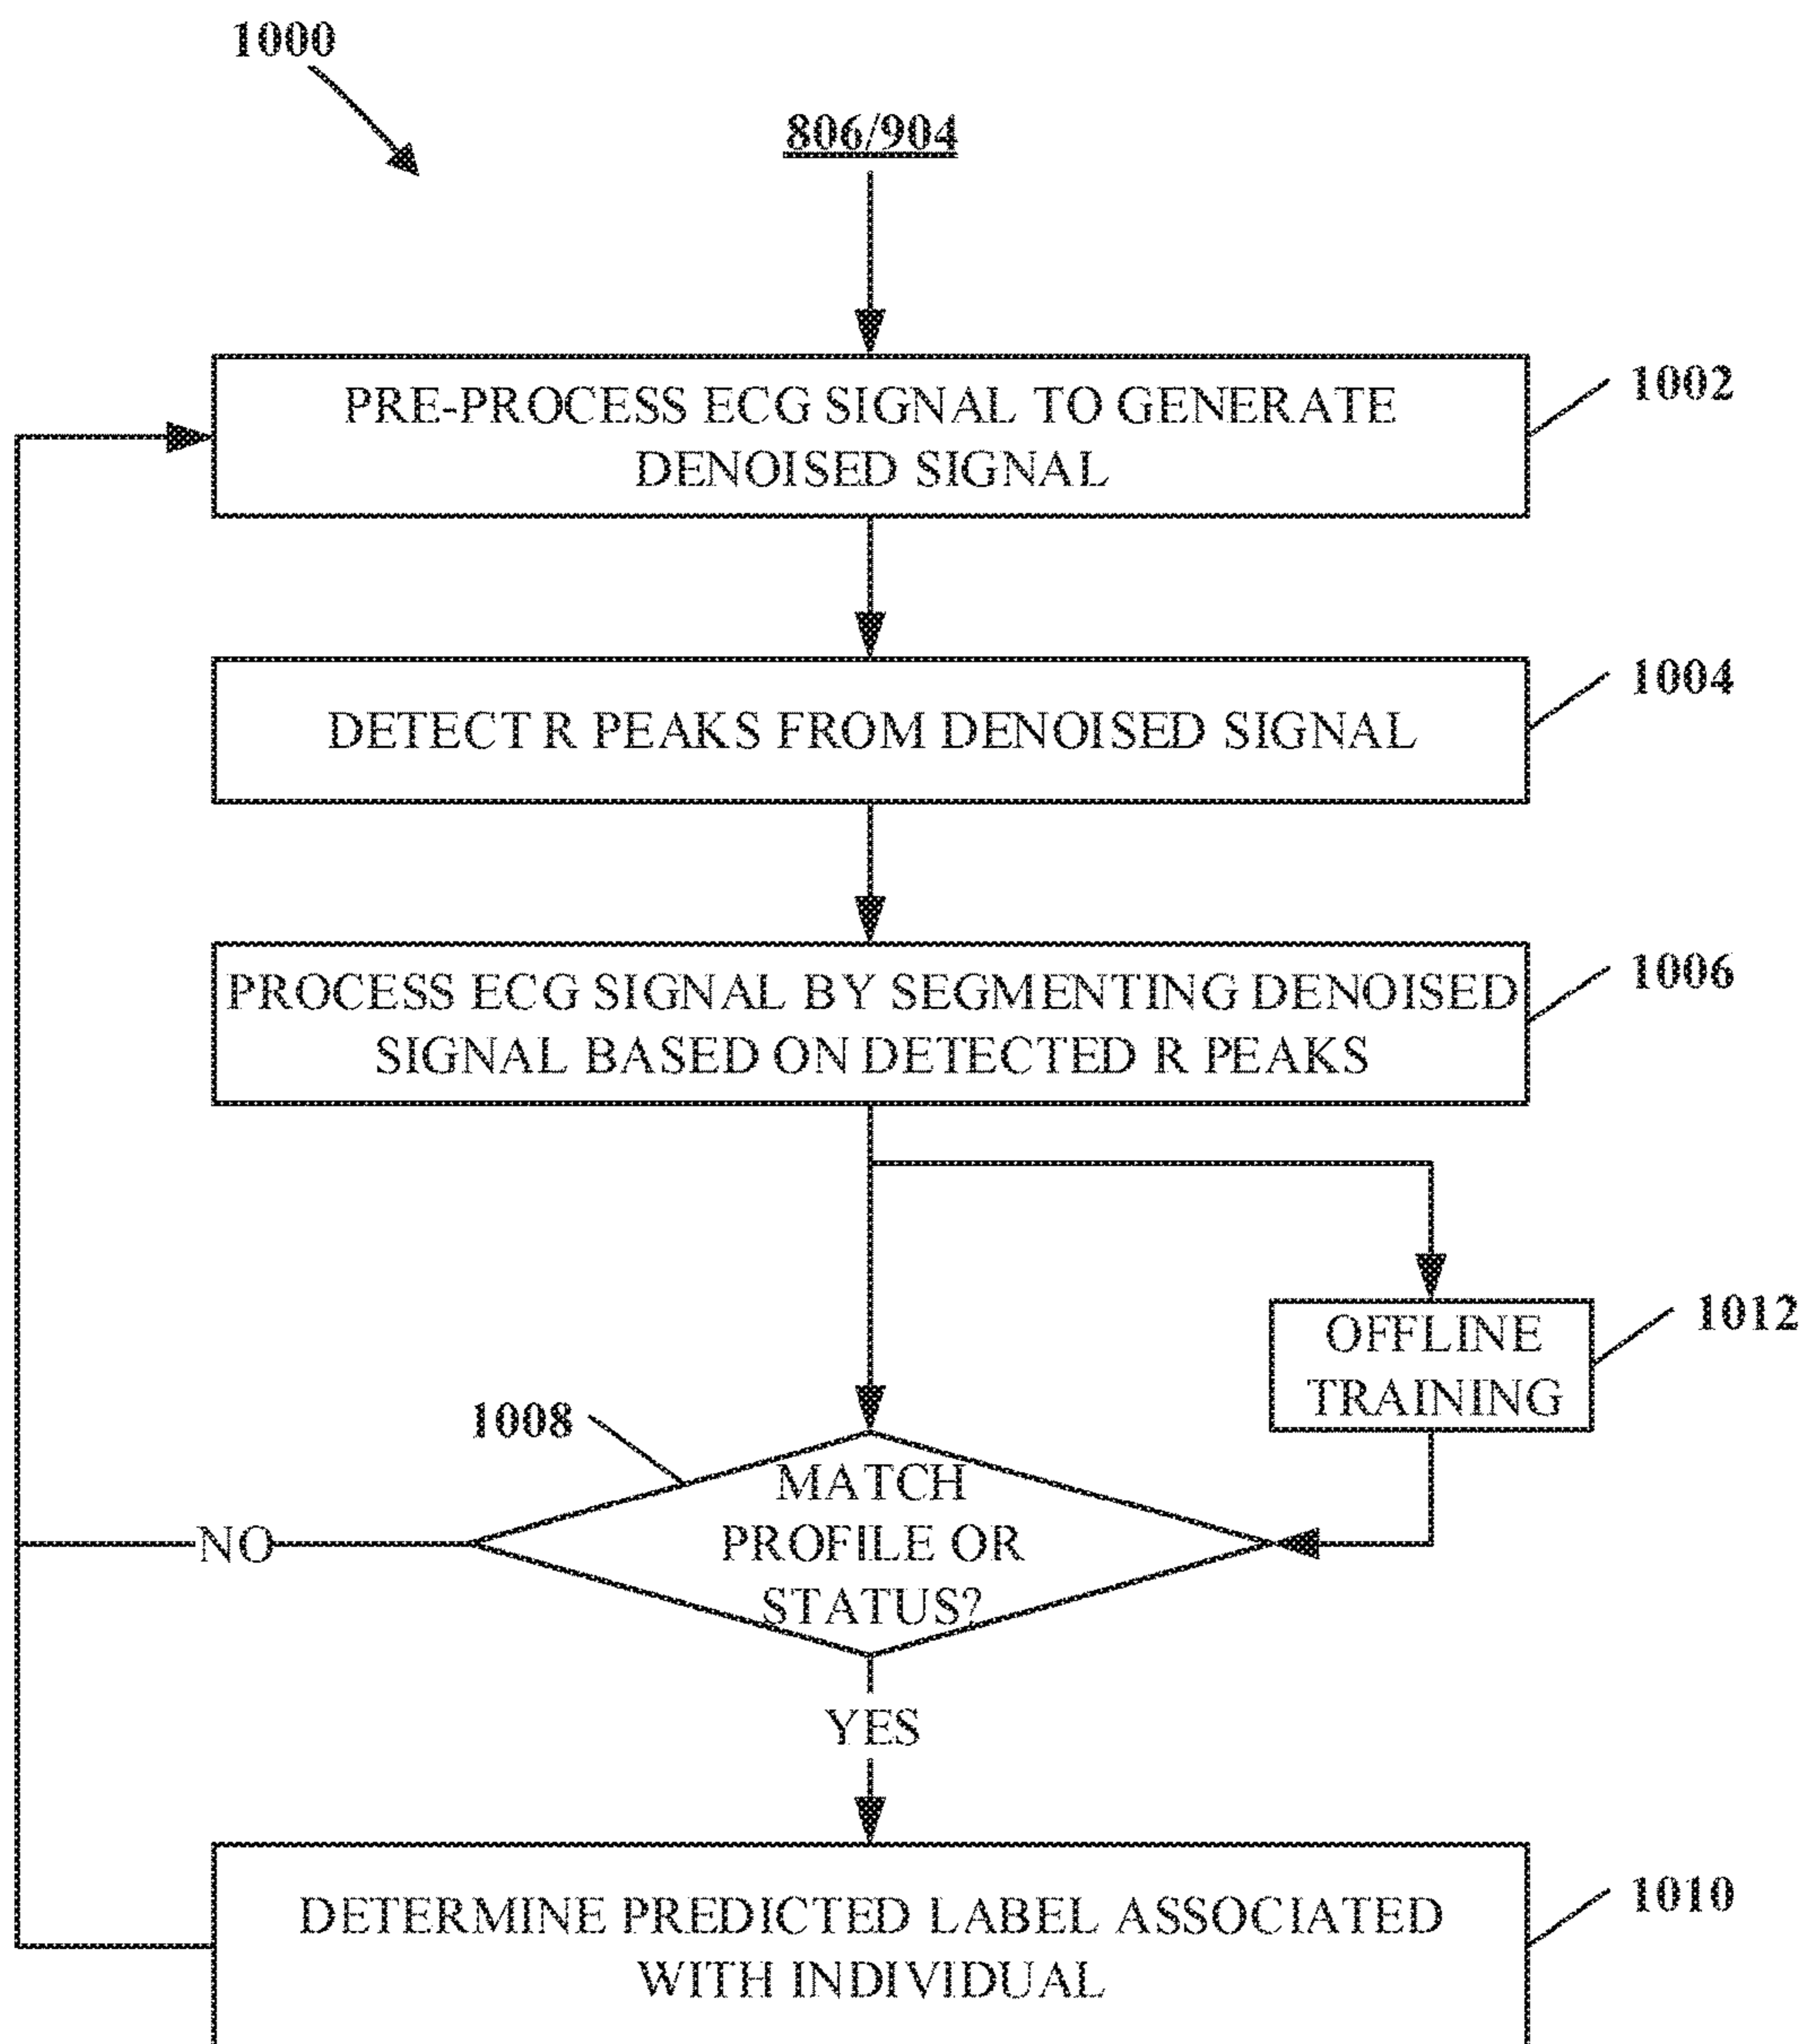 1000
806/904
PRE-PROCESS ECG SIGNAL TO GENERATE
DENOISED SIGNAL
1002
DETECT R PEAKS FROM DENOISED SIGNAL
1004
PROCESS ECG SIGNAL BY SEGMENTING DENOISED
SIGNAL BASED ON DETECTED R PEAKS
1006
OFFLINE
TRAINING
1012
1008
MATCH
PROFILE OR
STATUS?
NO
YES
DETERMINE PREDICTED LABEL ASSOCIATED
WITH INDIVIDUAL
1010